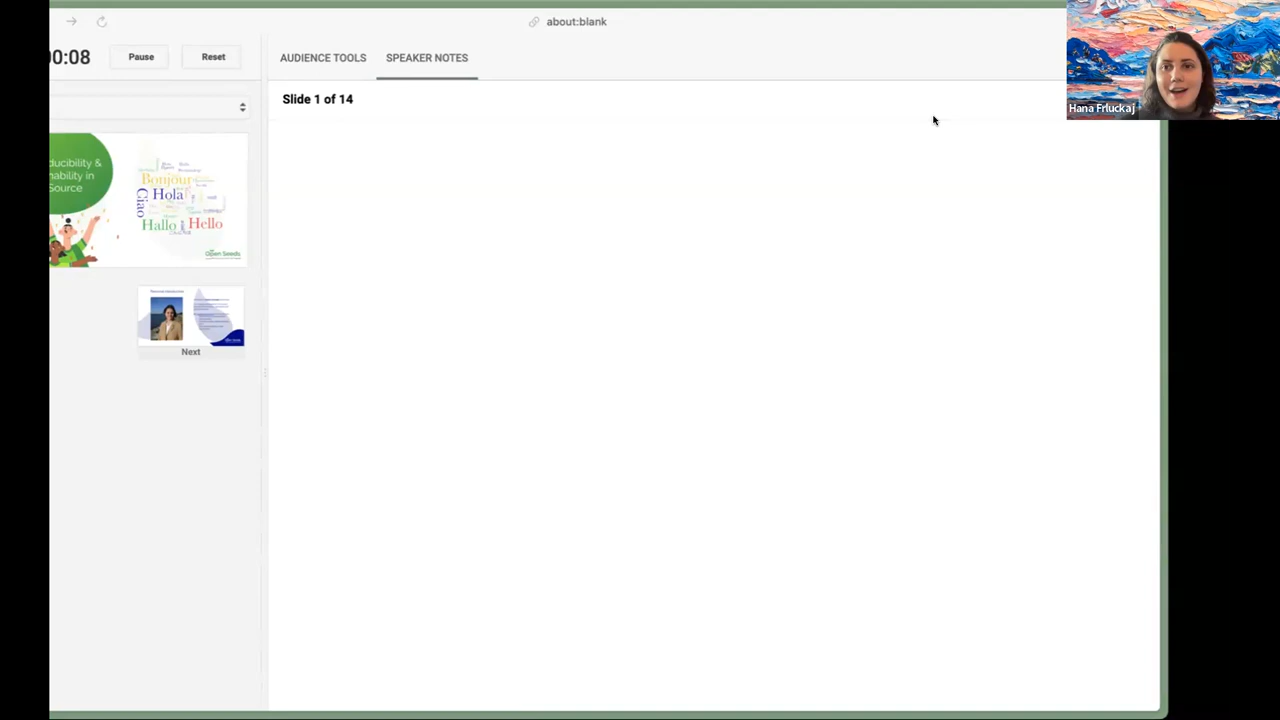 about:blank
00:08
Pause
Reset
AUDIENCE TOOLS
SPEAKER NOTES
Hana Frluckaj
Slide 1 of 14
ducibility &
nability in
Source
Bonjour
Hola
Ciao
Hallo
Hello
Open Seeds
Next